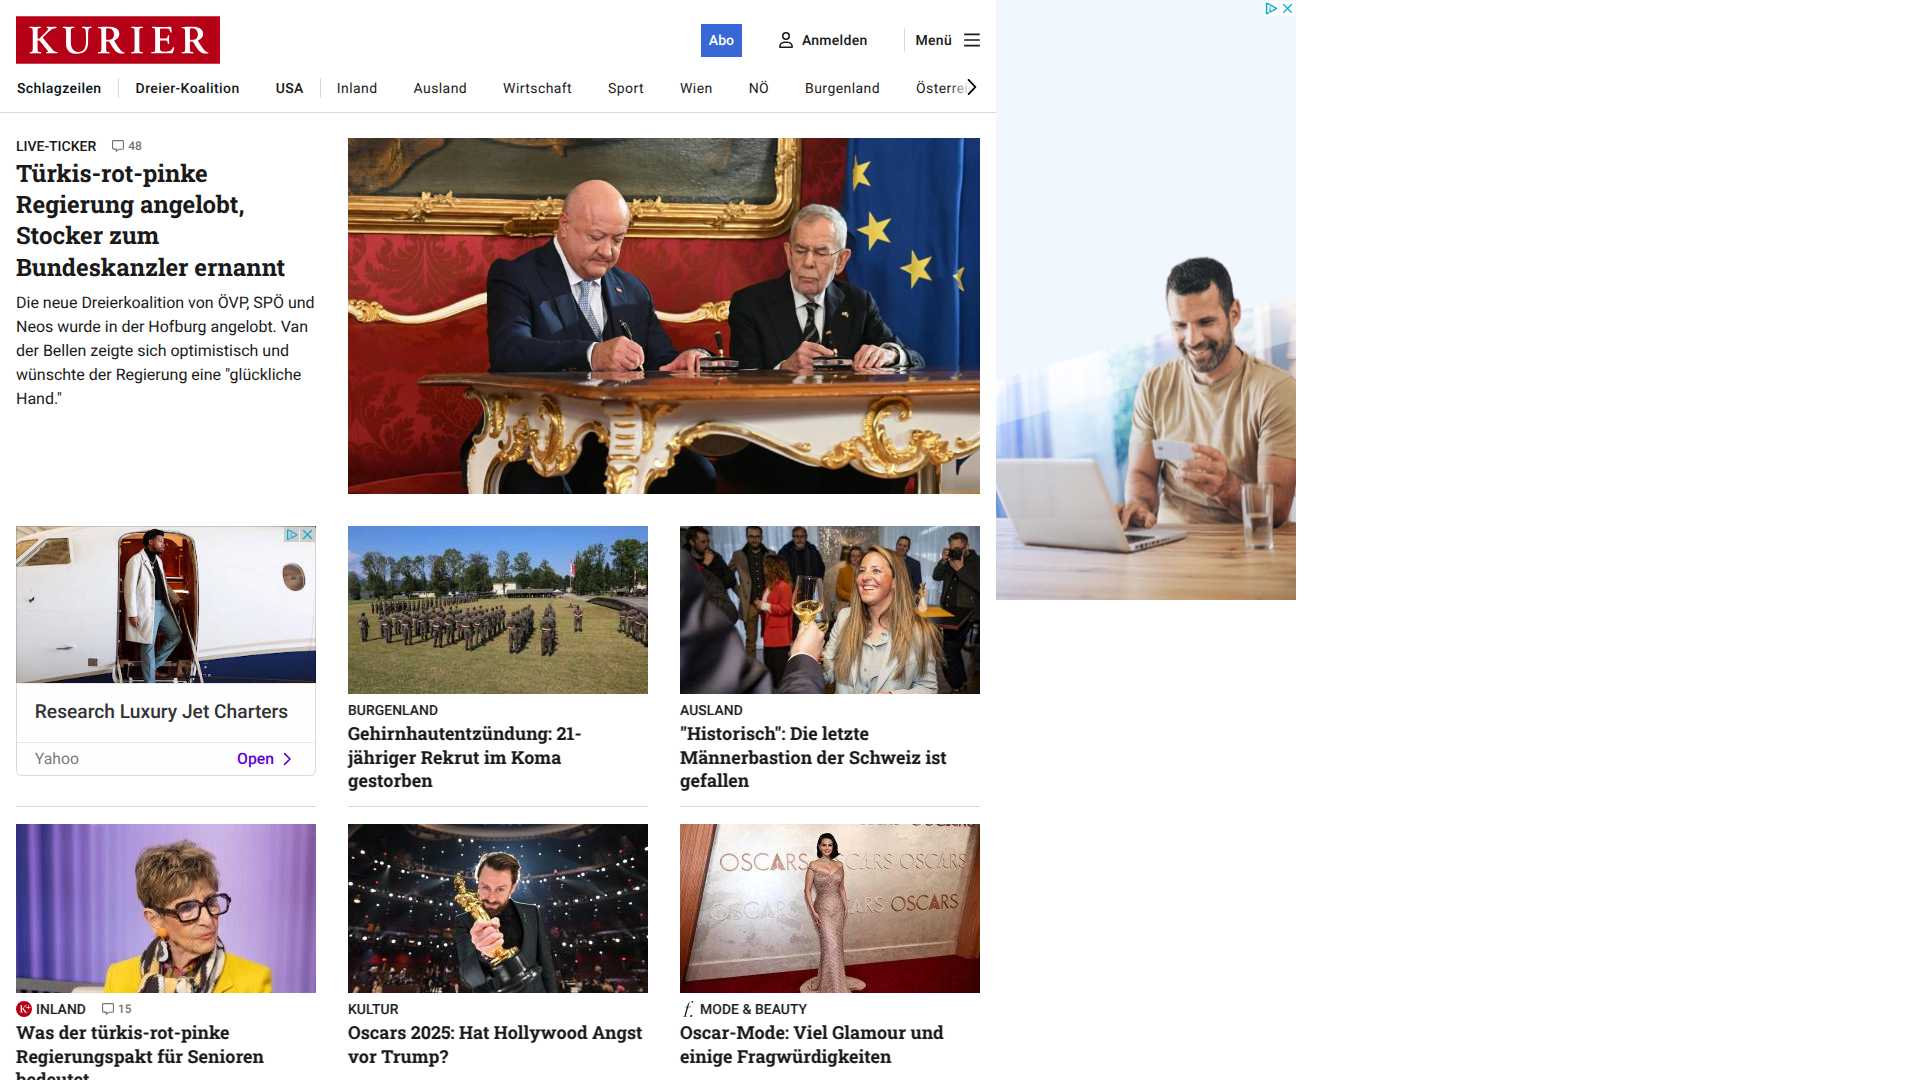 KURIER
Abo
Anmelden
Menü
Schlagzeilen
Dreier-Koalition
USA
Inland
Ausland
Wirtschaft
Sport
Wien
NÖ
Burgenland
Österre
LIVE-TICKER 48
Türkis-rot-pinke
Regierung angelobt,
Stocker zum
Bundeskanzler ernannt
Die neue Dreierkoalition von ÖVP, SPÖ und
Neos wurde in der Hofburg angelobt. Van
der Bellen zeigte sich optimistisch und
wünschte der Regierung eine "glückliche
Hand."
Research Luxury Jet Charters
Yahoo
Open
BURGENLAND
Gehirnhautentzündung: 21-
jähriger Rekrut im Koma
gestorben
AUSLAND
"Historisch": Die letzte
Männerbastion der Schweiz ist
gefallen
K+ INLAND 15
Was der türkis-rot-pinke
Regierungspakt für Senioren
bedeutet
KULTUR
Oscars 2025: Hat Hollywood Angst
vor Trump?
OSCARS
OSCARS
OSCARS
f. MODE & BEAUTY
Oscar-Mode: Viel Glamour und
einige Fragwürdigkeiten